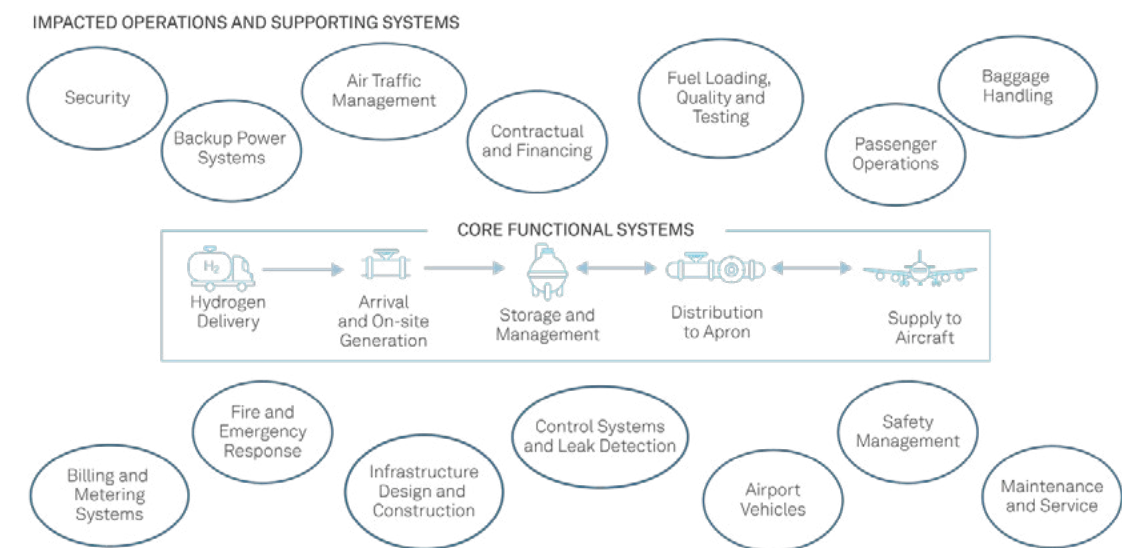 IMPACTED OPERATIONS AND SUPPORTING SYSTEMS
Security
Backup Power
Systems
Air Traffic
Management
Contractual
and Financing
Fuel Loading,
Quality and
Testing
Passenger
Operations
Baggage
Handling
CORE FUNCTIONAL SYSTEMS
H2
Hydrogen
Delivery
Arrival
and On-site
Generation
Storage and
Management
Distribution
to Apron
Supply to
Aircraft
Billing and
Metering
Systems
Fire and
Emergency
Response
Infrastructure
Design and
Construction
Control Systems
and Leak Detection
Airport
Vehicles
Safety
Management
Maintenance
and Service